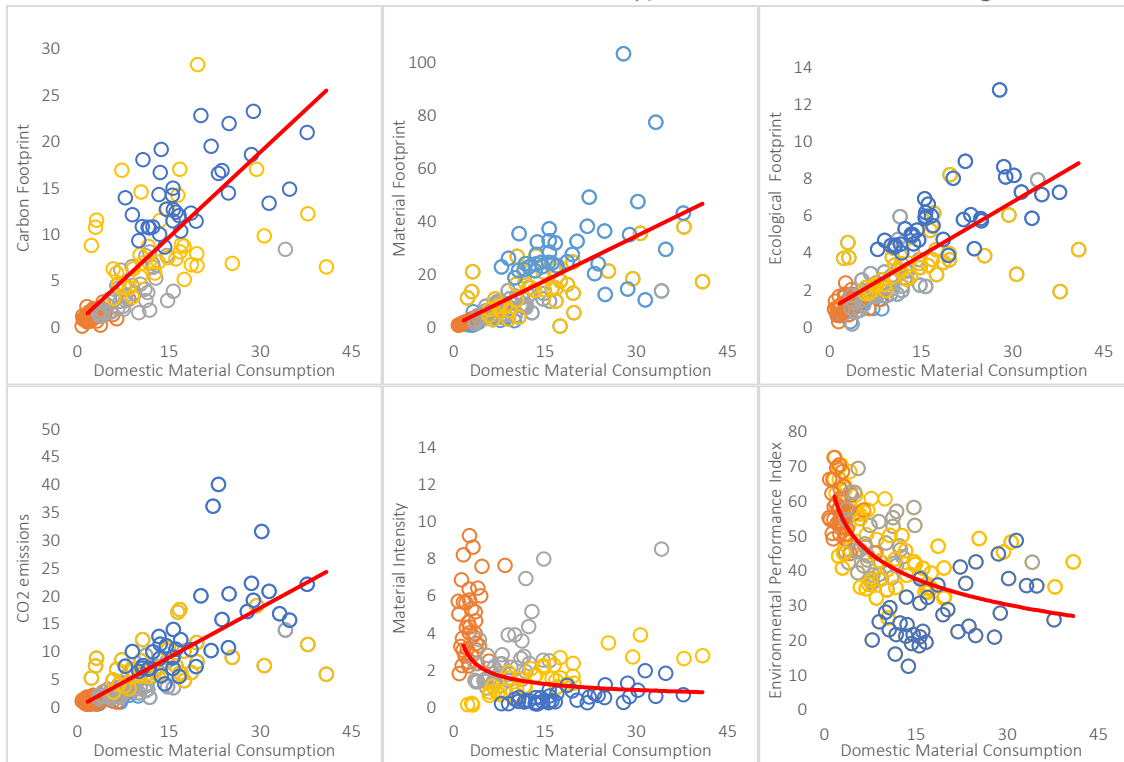 30
25
20
15
10
5
0
0 15 30 45
Carbon Footprint
Domestic Material Consumption
100
80
60
40
20
0
0 15 30 45
Material Footprint
Domestic Material Consumption
14
12
10
8
6
4
2
0
0 15 30 45
Ecological Footprint
Domestic Material Consumption
50
45
40
35
30
25
20
15
10
5
0
0 15 30 45
CO2 emissions
Domestic Material Consumption
14
12
10
8
6
4
2
0
0 15 30 45
Material Intensity
Domestic Material Consumption
80
70
60
50
40
30
20
10
0
0 15 30 45
Environmental Performance Index
Domestic Material Consumption